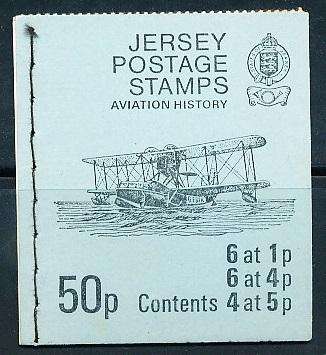 JERSEY
POSTAGE
STAMPS
AVIATION HISTORY
6 at 1p
6 at 4p
50p Contents 4 at 5p